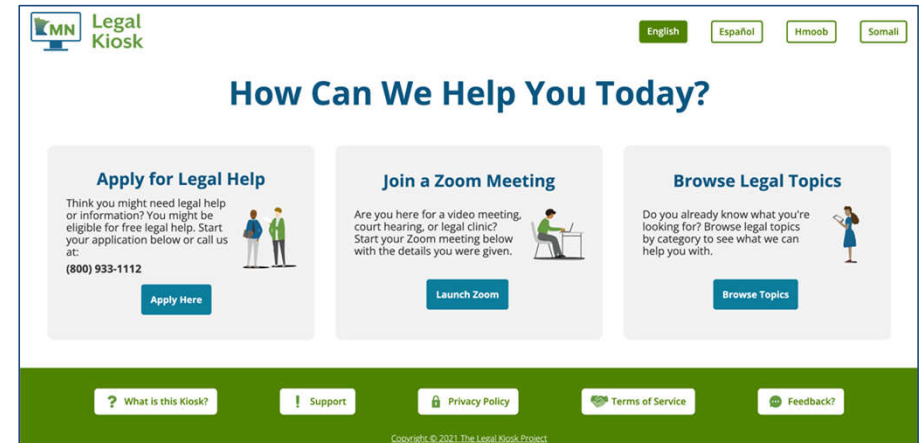 MN Legal
Kiosk
English
Español
Hmoob
Somali
How Can We Help You Today?
Apply for Legal Help
Think you might need legal help
or information? You might be
eligible for free legal help. Start
your application below or call us
at:
(800) 933-1112
Apply Here
Join a Zoom Meeting
Are you here for a video meeting,
court hearing, or legal clinic?
Start your Zoom meeting below
with the details you were given.
Launch Zoom
Browse Legal Topics
Do you already know what you're
looking for? Browse legal topics
by category to see what we can
help you with.
Browse Topics
? What is this Kiosk?
! Support
Privacy Policy
Terms of Service
Feedback?
Copyright © 2021 The Legal Kiosk Project